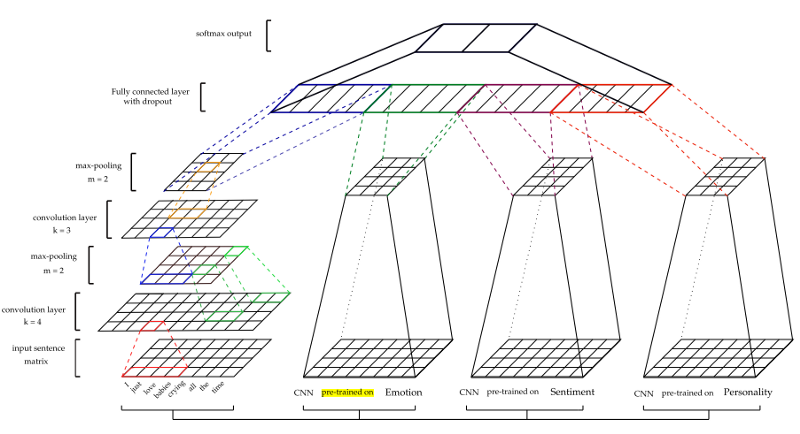 softmax output
Fully connected layer
with dropout
max-pooling
m = 2
convolution layer
k = 3
max-pooling
m = 2
convolution layer
k = 4
input sentence
matrix
I just love babies crying all the time
CNN pre-trained on Emotion
CNN pre-trained on Sentiment
CNN pre-trained on Personality